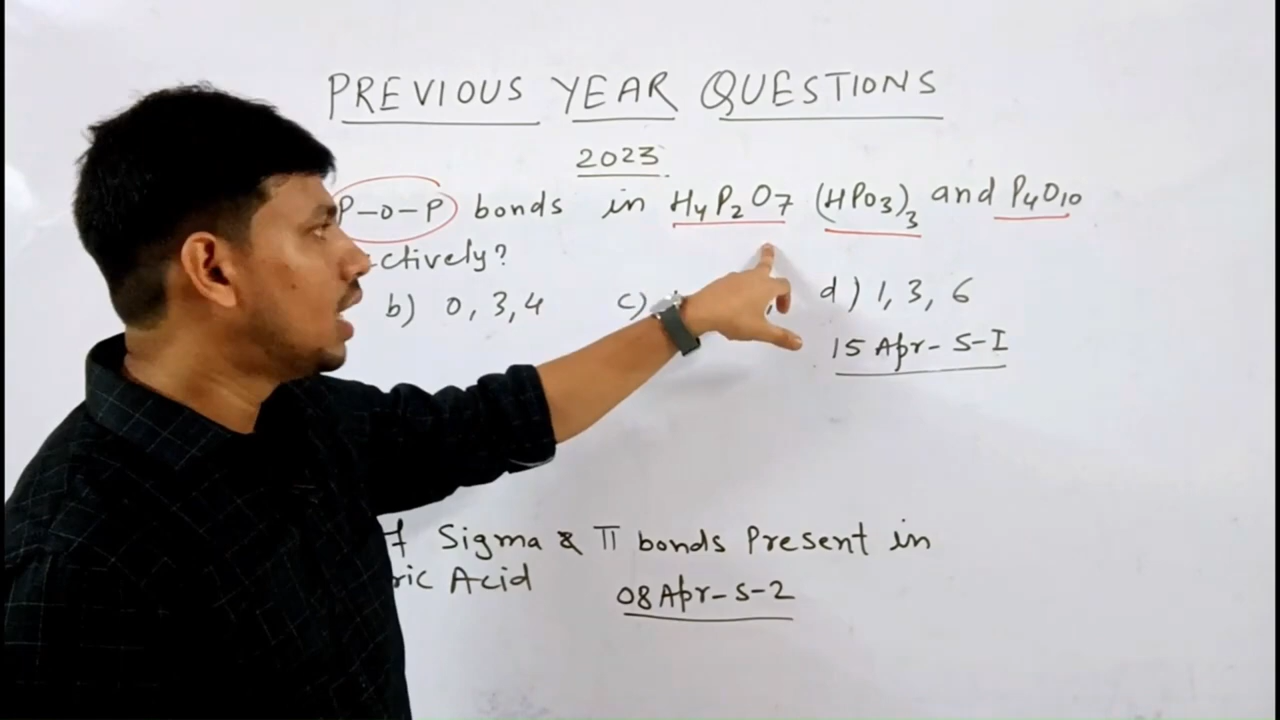 PREVIOUS YEAR QUESTIONS
2023
P-O-P bonds in H4P2O7 (HPO3)3 and P4O10
ctively?
b) 0, 3, 4 c) d) 1, 3, 6
15 Apr - S-I
f Sigma & π bonds Present in
ric Acid 08 Apr - S-2